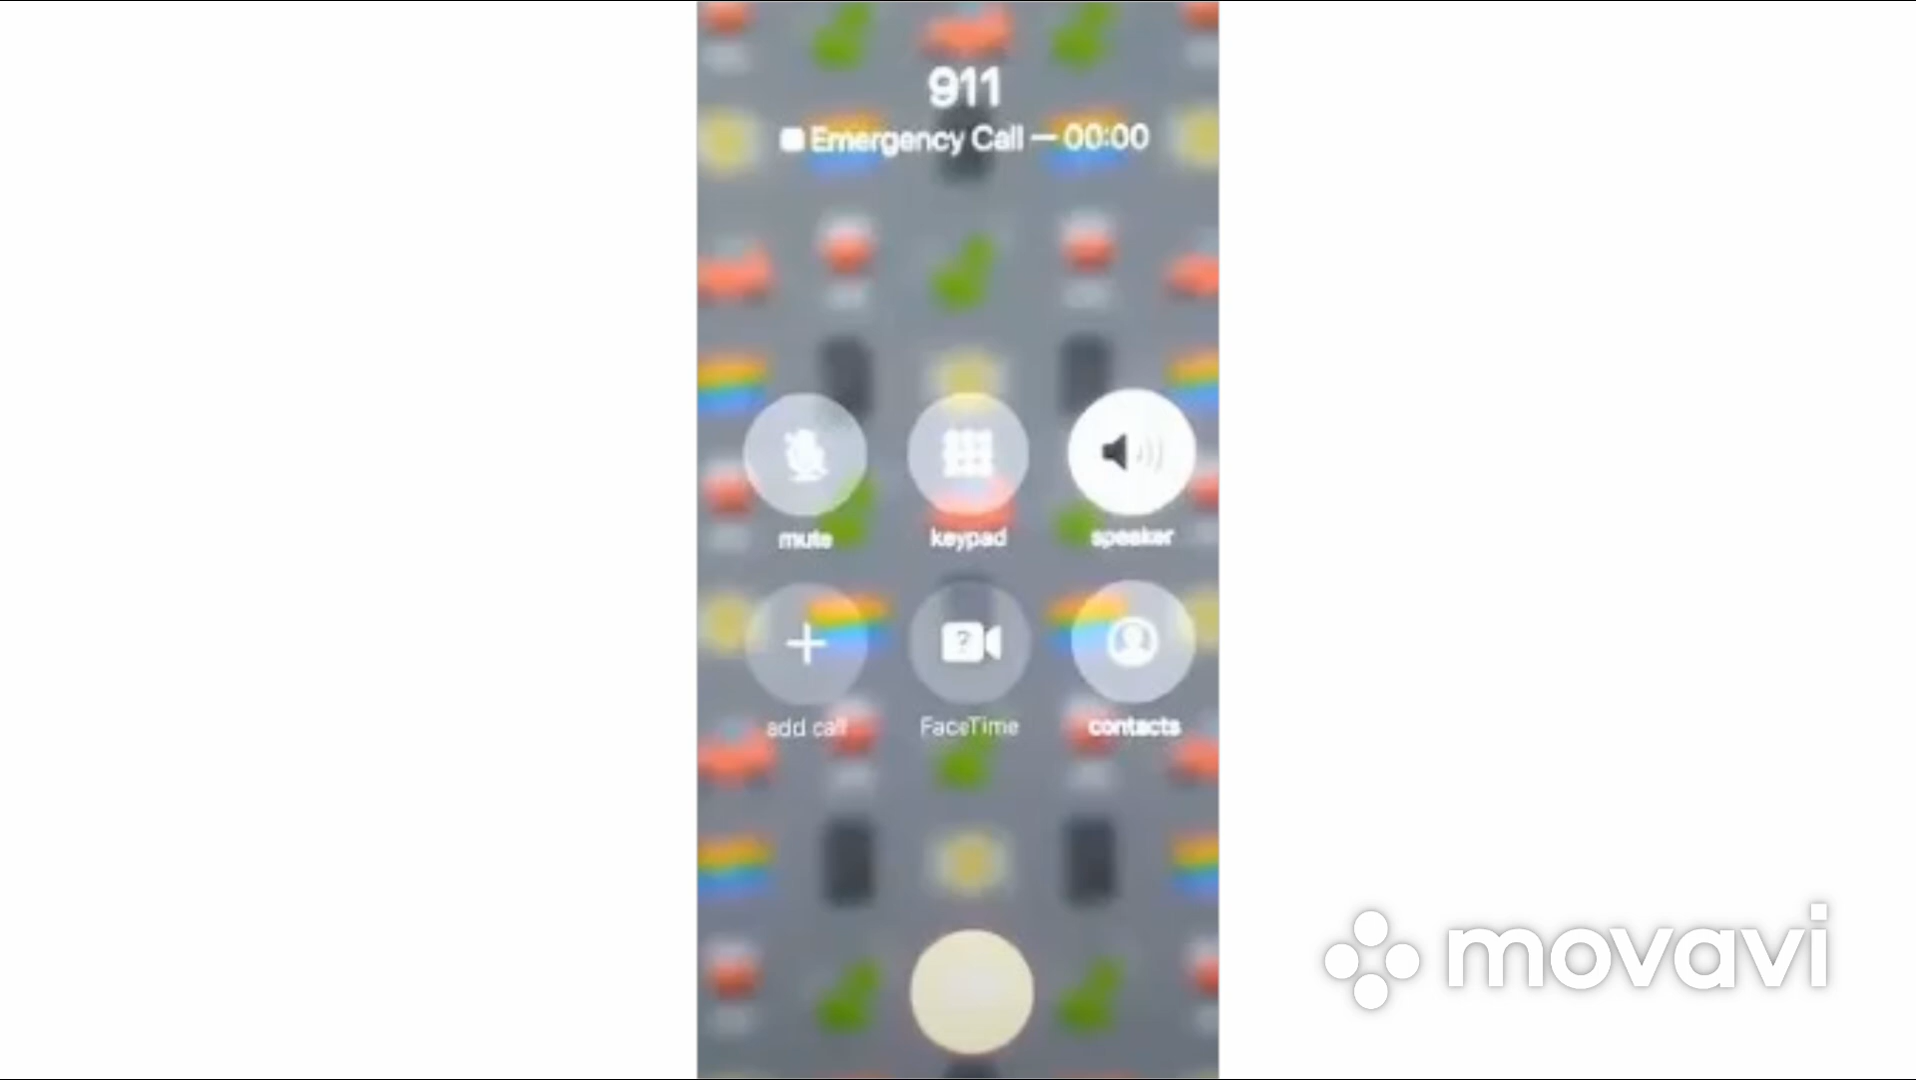 911
Emergency Call — 00:00
mute keypad speaker
?
add call FaceTime contacts
movavi